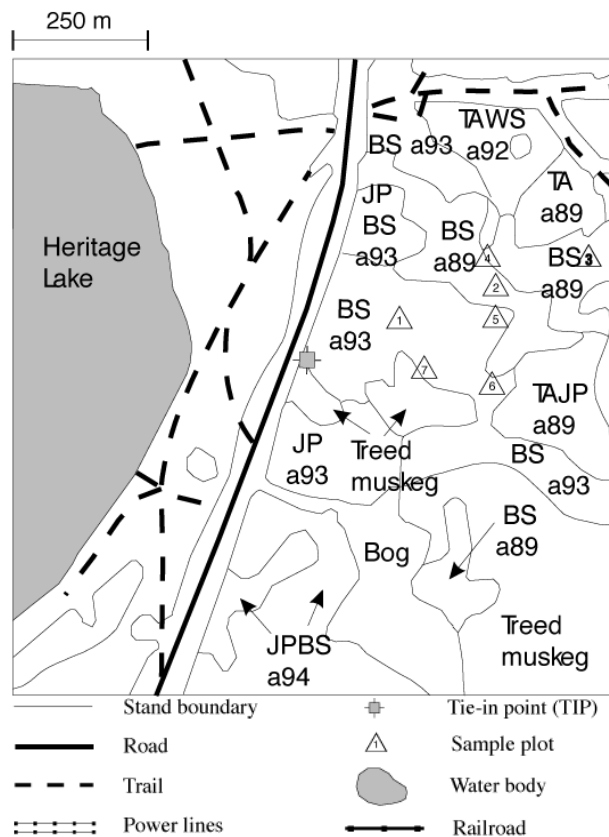 250 m
TAWS
a92
BS a93
TA
a89
JP
BS
a93
BS
a89
BS
a89
3
4
2
Heritage
Lake
BS
a93
1
5
7
6
TAJP
a89
JP
a93
Treed
muskeg
BS
a93
BS
a89
Bog
Treed
muskeg
JPBS
a94
Stand boundary
Tie-in point (TIP)
Road
1
Sample plot
Trail
Water body
Power lines
Railroad